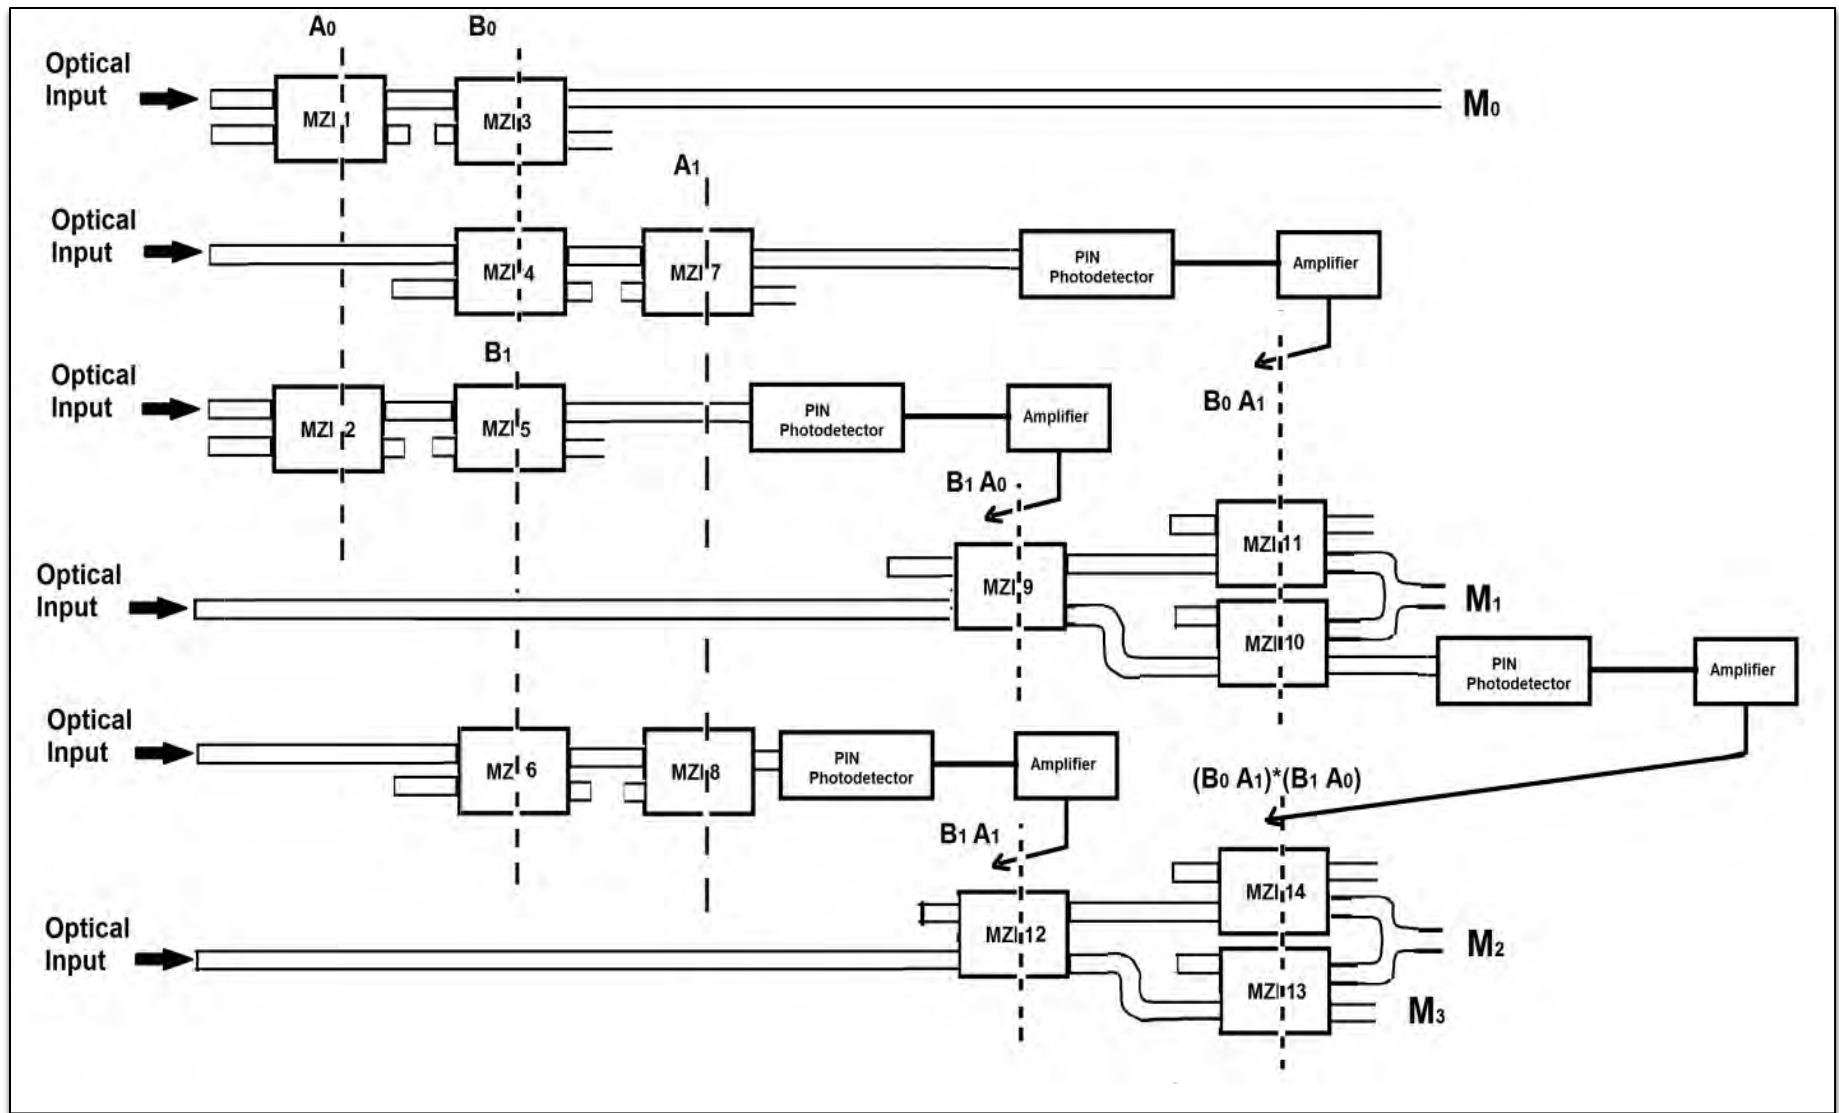 A0
B0
Optical
Input
MZI 1
MZI 3
M0
A1
Optical
Input
MZI 4
MZI 7
PIN
Photodetector
Amplifier
B1
Optical
Input
MZI 2
MZI 5
PIN
Photodetector
Amplifier
B0 A1
B1 A0
MZI 11
Optical
Input
MZI 9
M1
MZI 10
PIN
Photodetector
Amplifier
Optical
Input
MZI 6
MZI 8
PIN
Photodetector
Amplifier
(B0 A1)*(B1 A0)
B1 A1
MZI 14
Optical
Input
MZI 12
M2
MZI 13
M3